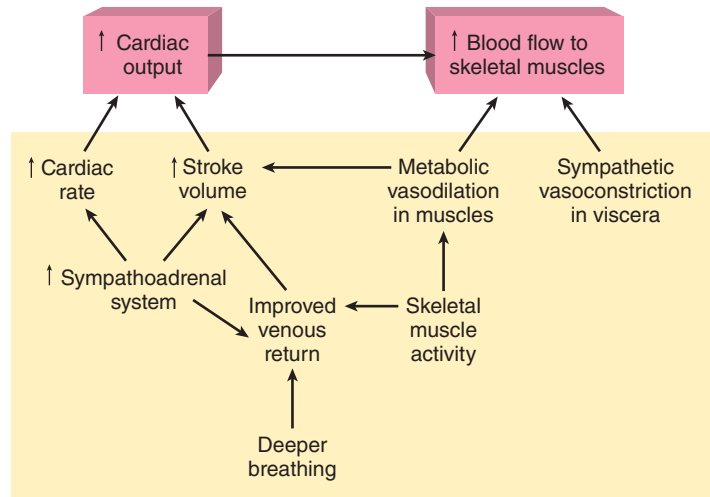 ↑ Cardiac
output
↑ Blood flow to
skeletal muscles
↑ Cardiac
rate
↑ Stroke
volume
Metabolic
vasodilation
in muscles
Sympathetic
vasoconstriction
in viscera
↑ Sympathoadrenal
system
Improved
venous
return
Skeletal
muscle
activity
Deeper
breathing